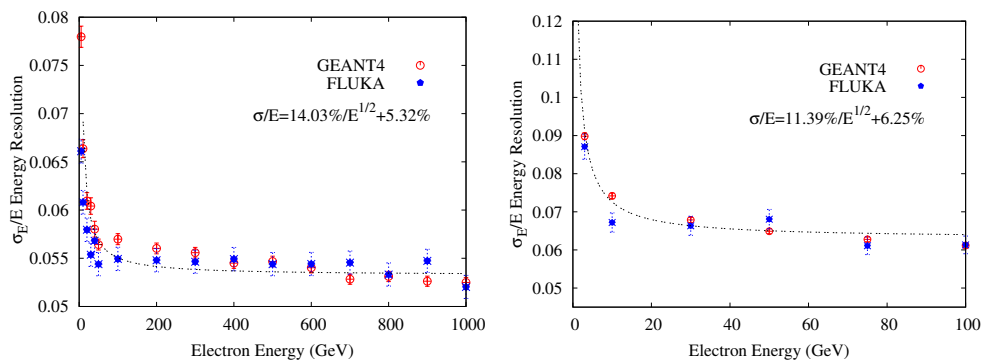 0.08
0.075
0.07
0.065
0.06
0.055
0.05
σE/E Energy Resolution
GEANT4
FLUKA
σ/E=14.03%/E^1/2+5.32%
0 200 400 600 800 1000
Electron Energy (GeV)
0.12
0.11
0.1
0.09
0.08
0.07
0.06
0.05
σE/E Energy Resolution
GEANT4
FLUKA
σ/E=11.39%/E^1/2+6.25%
0 20 40 60 80 100
Electron Energy (GeV)